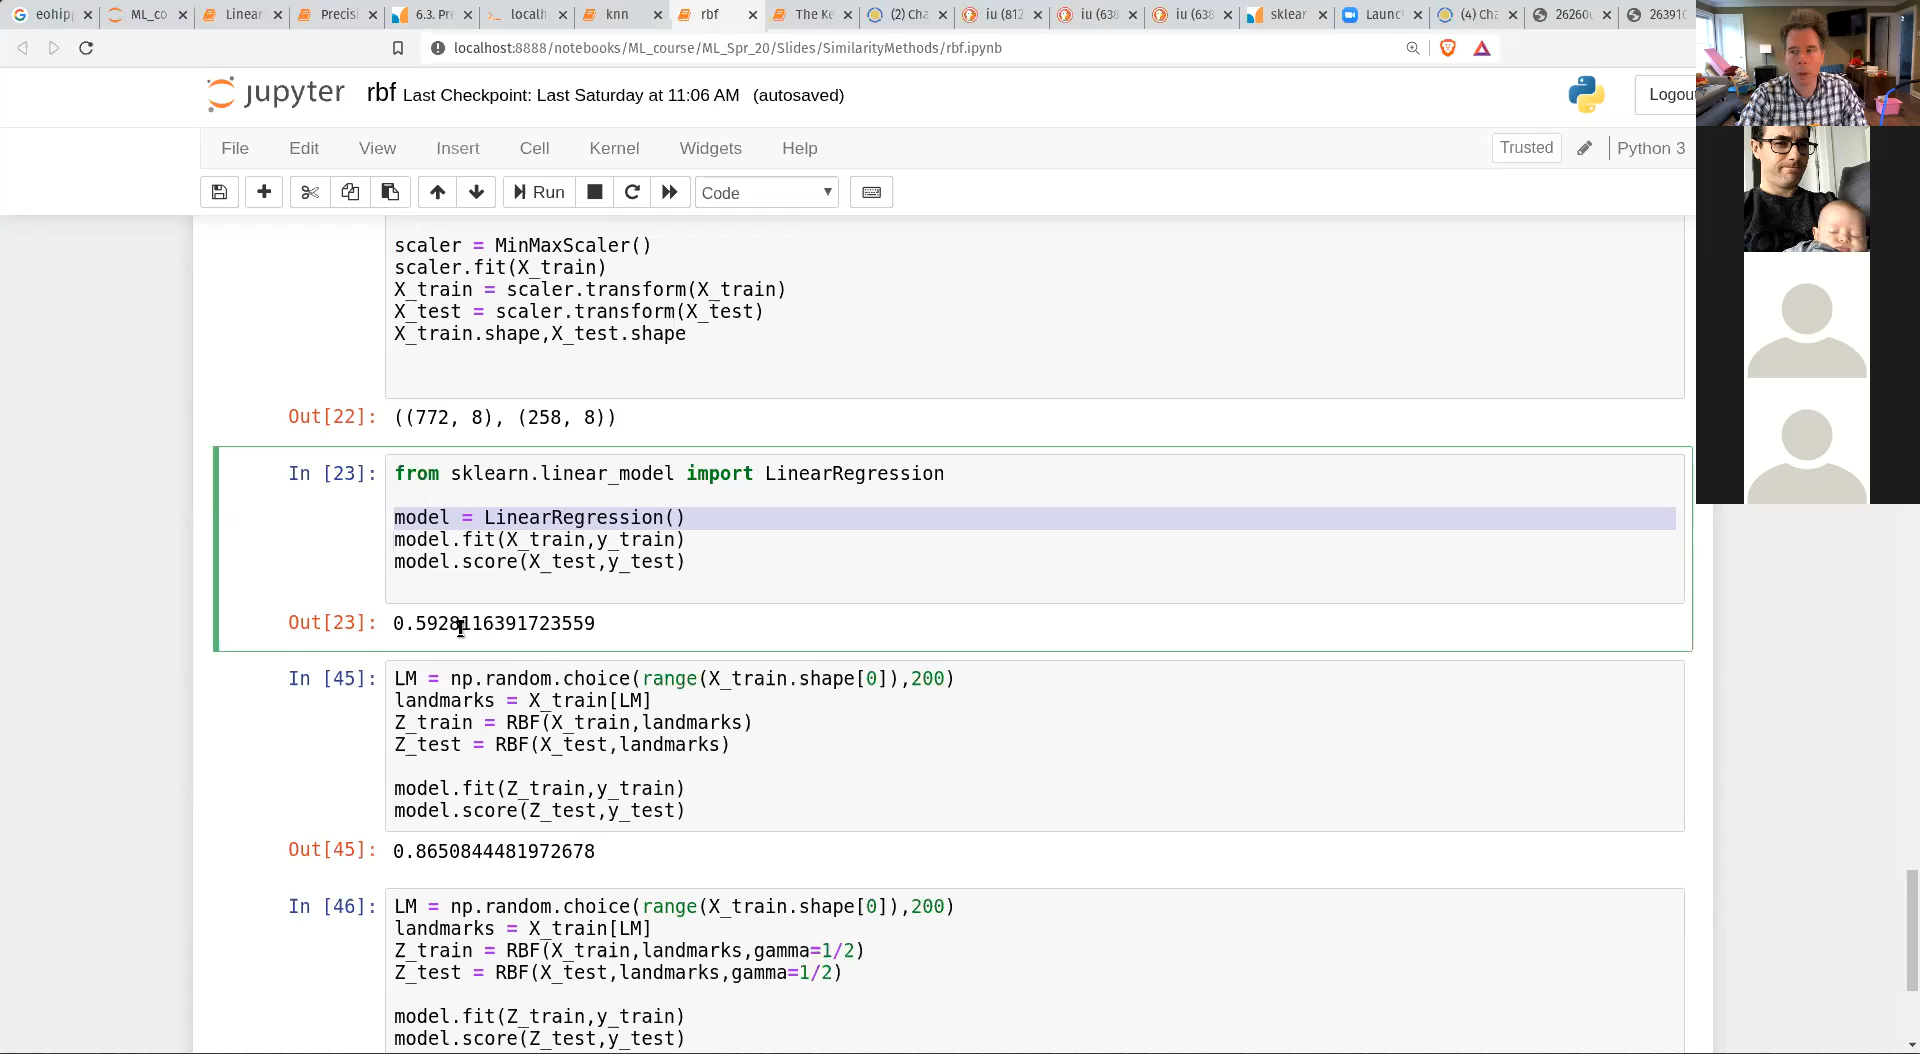 eohip
ML_co
Linear
Precis
6.3. Pr
localh
knn
rbf
The Ke
(2) Cha
iu (812
iu (638
iu (638
sklear
Launc
(4) Cha
26260
26391
localhost:8888/notebooks/ML_course/ML_Spr_20/Slides/SimilarityMethods/rbf.ipynb
jupyter rbf Last Checkpoint: Last Saturday at 11:06 AM (autosaved)
Logou
File Edit View Insert Cell Kernel Widgets Help Trusted Python 3
Run Code
scaler = MinMaxScaler()
scaler.fit(X_train)
X_train = scaler.transform(X_train)
X_test = scaler.transform(X_test)
X_train.shape,X_test.shape
Out[22]: ((772, 8), (258, 8))
In [23]: from sklearn.linear_model import LinearRegression
model = LinearRegression()
model.fit(X_train,y_train)
model.score(X_test,y_test)
Out[23]: 0.5928116391723559
In [45]: LM = np.random.choice(range(X_train.shape[0]),200)
landmarks = X_train[LM]
Z_train = RBF(X_train,landmarks)
Z_test = RBF(X_test,landmarks)
model.fit(Z_train,y_train)
model.score(Z_test,y_test)
Out[45]: 0.8650844481972678
In [46]: LM = np.random.choice(range(X_train.shape[0]),200)
landmarks = X_train[LM]
Z_train = RBF(X_train,landmarks,gamma=1/2)
Z_test = RBF(X_test,landmarks,gamma=1/2)
model.fit(Z_train,y_train)
model.score(Z_test,y_test)